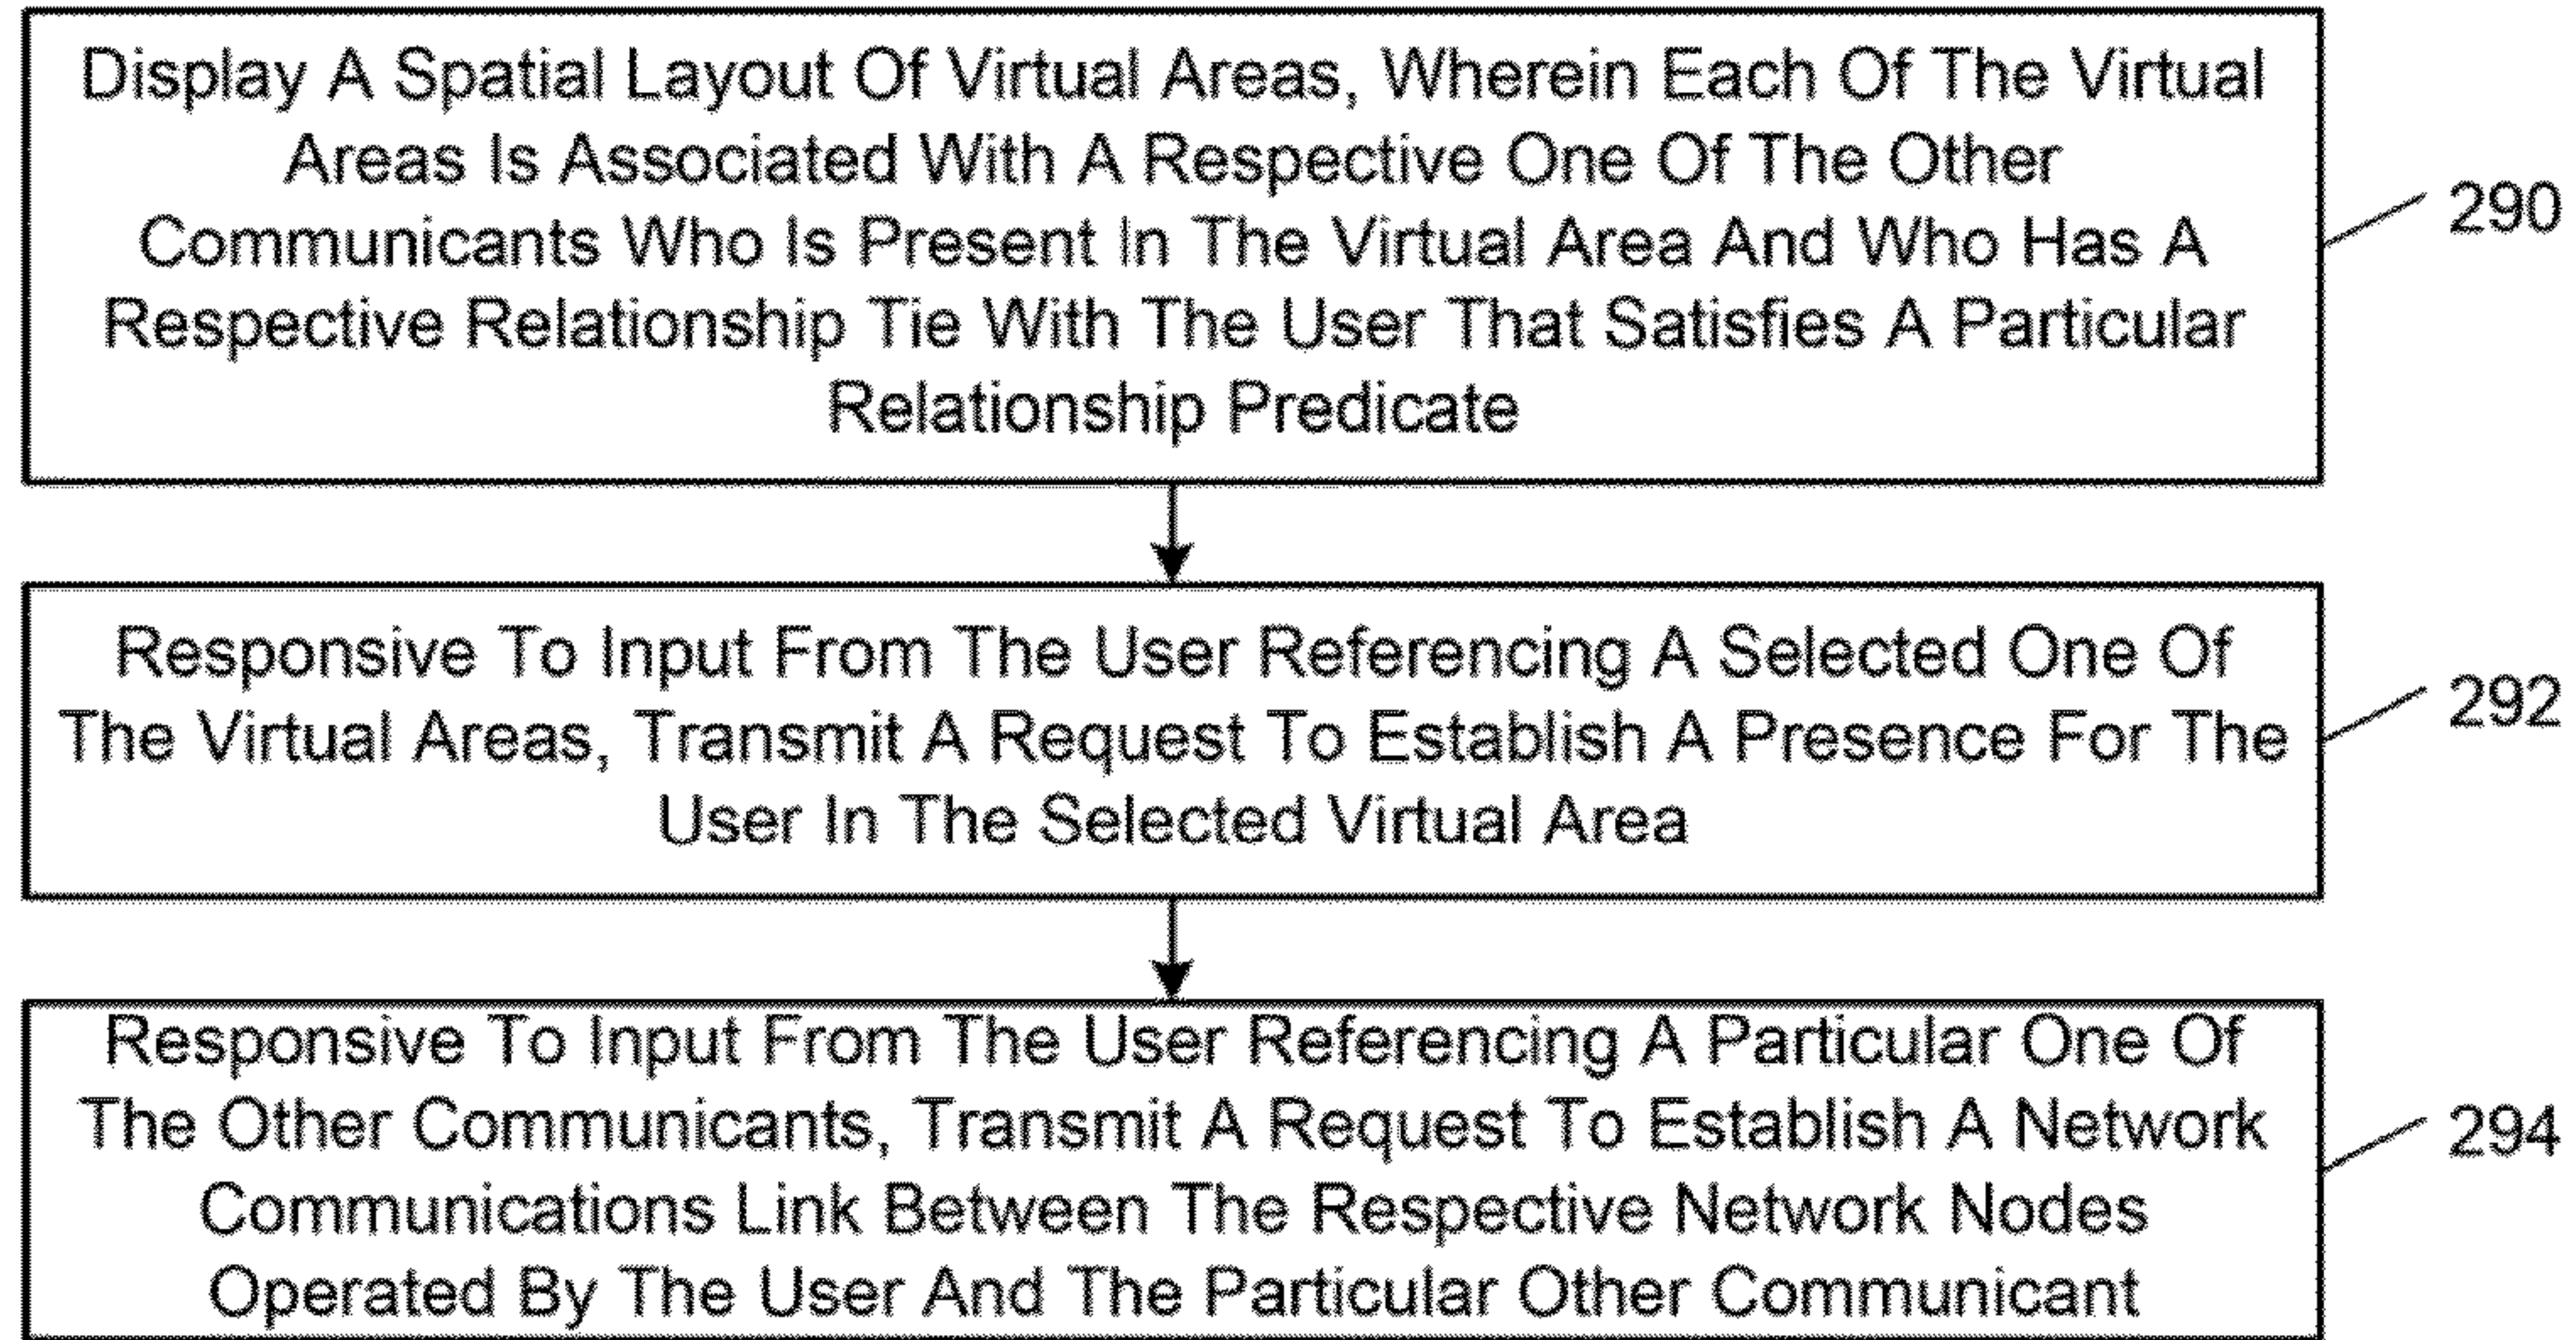 Display A Spatial Layout Of Virtual Areas, Wherein Each Of The Virtual
Areas Is Associated With A Respective One Of The Other
Communicants Who Is Present In The Virtual Area And Who Has A
Respective Relationship Tie With The User That Satisfies A Particular
Relationship Predicate
290
Responsive To Input From The User Referencing A Selected One Of
The Virtual Areas, Transmit A Request To Establish A Presence For The
User In The Selected Virtual Area
292
Responsive To Input From The User Referencing A Particular One Of
The Other Communicants, Transmit A Request To Establish A Network
Communications Link Between The Respective Network Nodes
Operated By The User And The Particular Other Communicant
294